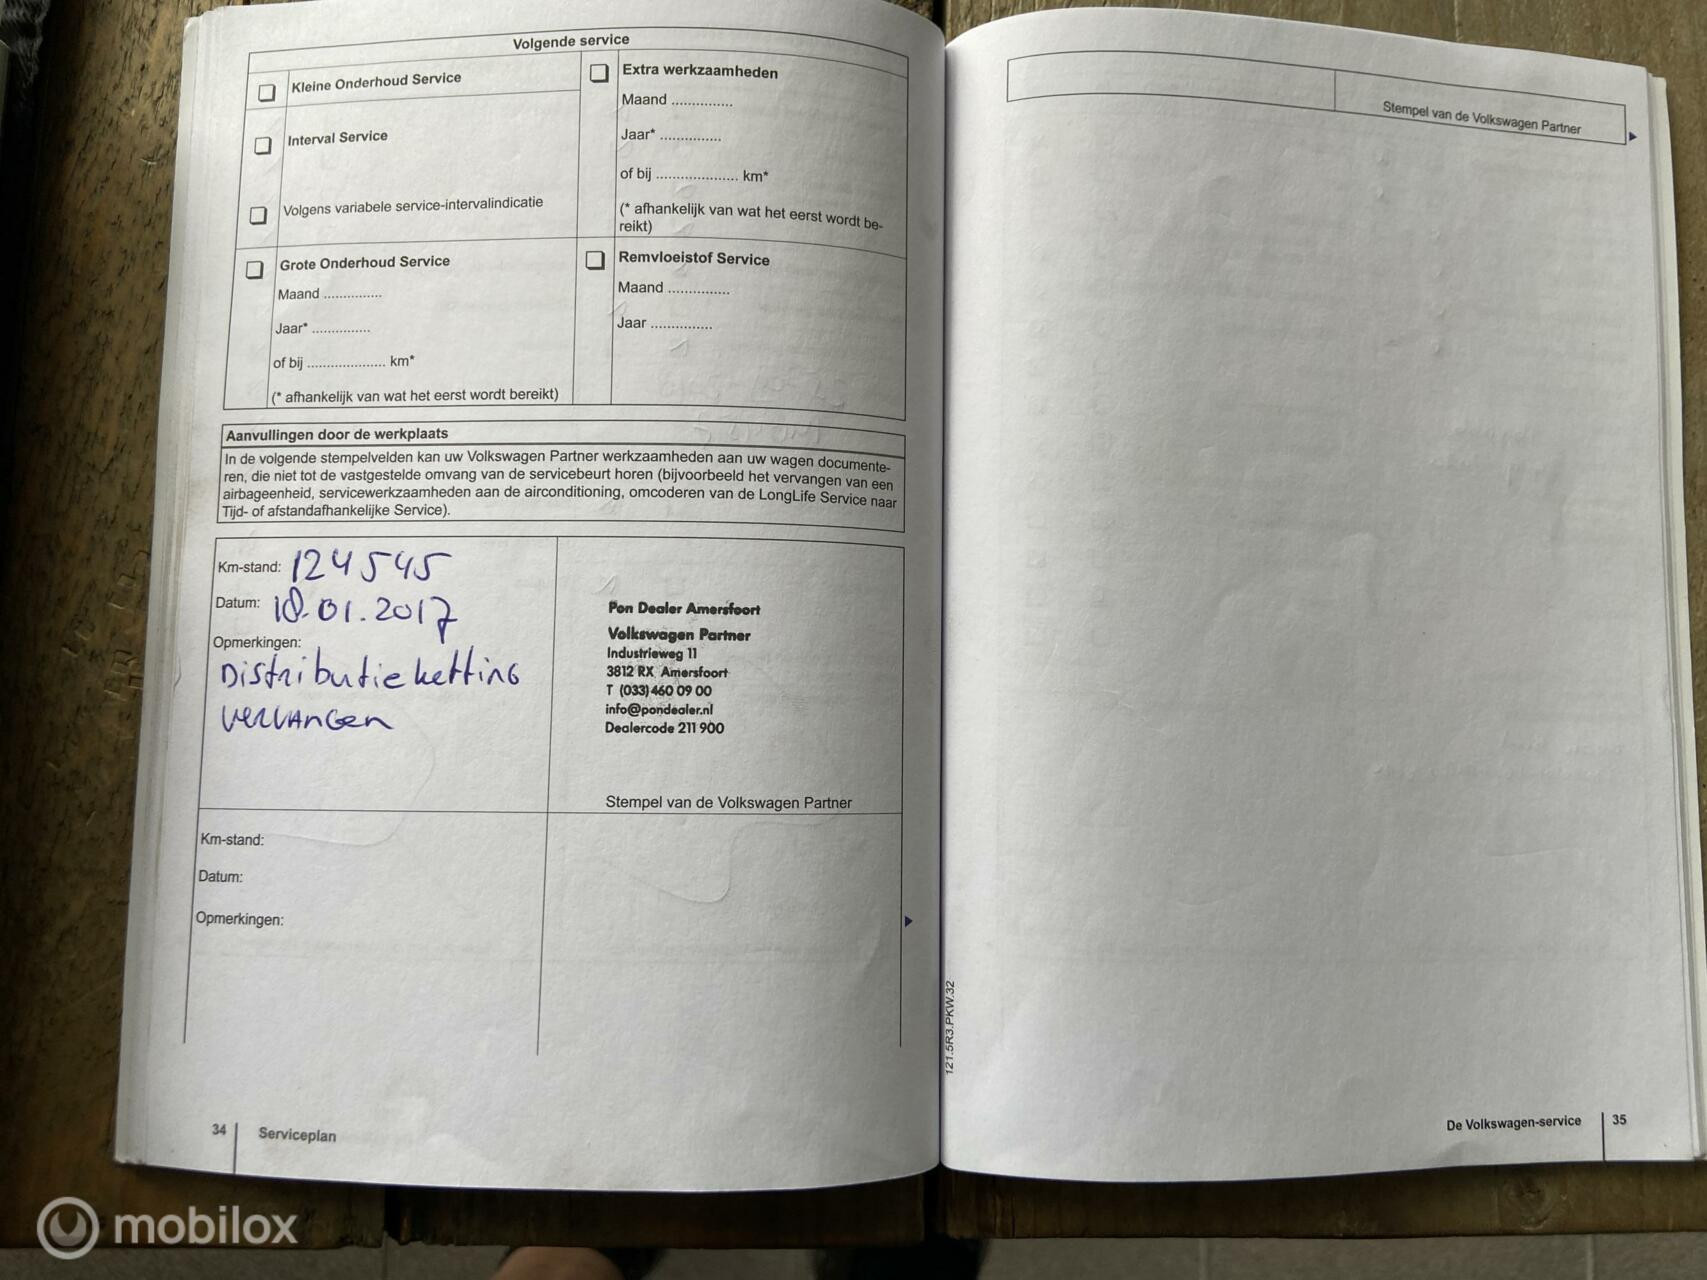 Volgende service
Kleine Onderhoud Service
Interval Service
Volgens variabele service-intervalindicatie
Extra werkzaamheden
Maand ...............
Jaar* ...............
of bij .................... km*
(* afhankelijk van wat het eerst wordt be-
reikt)
Grote Onderhoud Service
Maand ...............
Jaar* ...............
of bij .................... km*
(* afhankelijk van wat het eerst wordt bereikt)
Remvloeistof Service
Maand ...............
Jaar ...............
Aanvullingen door de werkplaats
In de volgende stempelvelden kan uw Volkswagen Partner werkzaamheden aan uw wagen documente-
ren, die niet tot de vastgestelde omvang van de servicebeurt horen (bijvoorbeeld het vervangen van een
airbageenheid, servicewerkzaamheden aan de airconditioning, omcoderen van de LongLife Service naar
Tijd- of afstandafhankelijke Service).
Km-stand: 124545
Datum: 18.01.2017
Opmerkingen:
Distributieketting
vervangen
Pon Dealer Amersfoort
Volkswagen Partner
Industrieweg 11
3812 RX Amersfoort
T (033) 460 09 00
info@pondealer.nl
Dealercode 211 900
Stempel van de Volkswagen Partner
Km-stand:
Datum:
Opmerkingen:
34 Serviceplan
Stempel van de Volkswagen Partner
121.5R3.PKW.32
De Volkswagen-service 35
mobilox